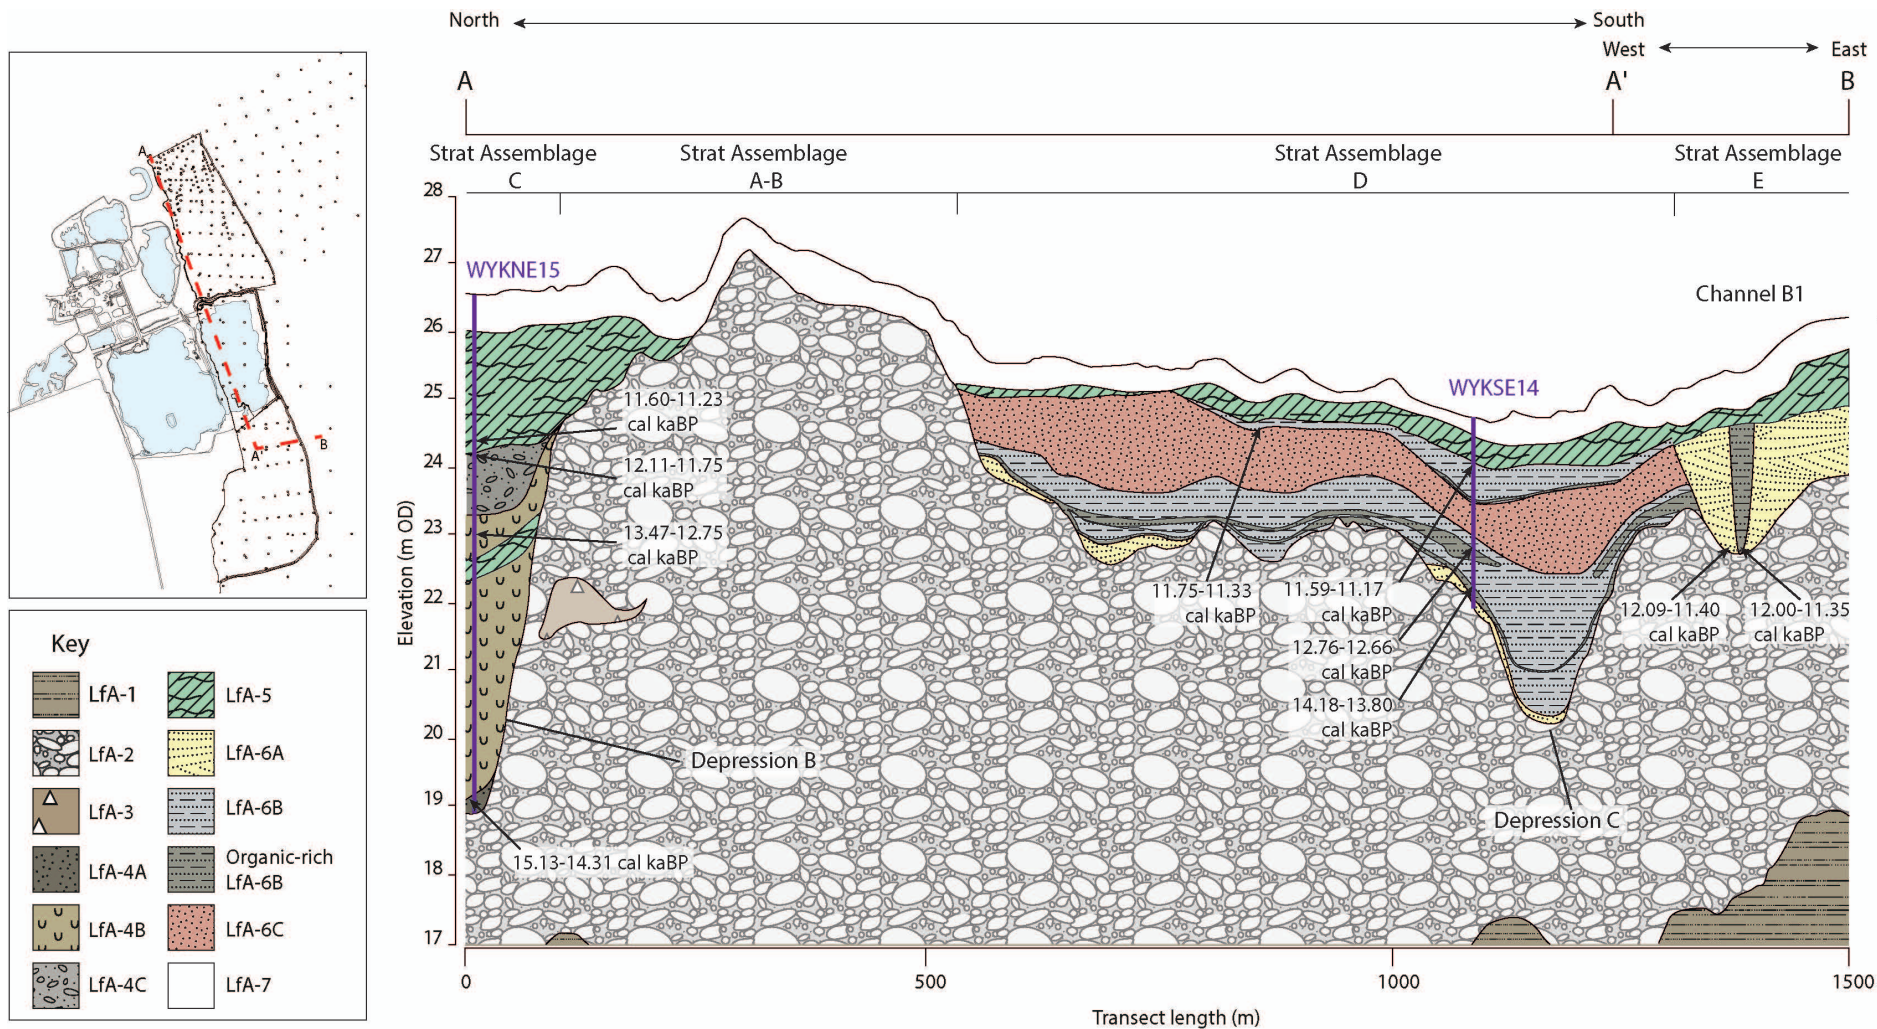 North
South
West
East
A
A'
B
Strat Assemblage
C
Strat Assemblage
A-B
Strat Assemblage
D
Strat Assemblage
E
A
A'
B
Key
LfA-1
LfA-2
LfA-3
LfA-4A
LfA-4B
LfA-4C
LfA-5
LfA-6A
LfA-6B
Organic-rich
LfA-6B
LfA-6C
LfA-7
Elevation (m OD)
28
27
26
25
24
23
22
21
20
19
18
17
WYKNE15
11.60-11.23
cal kaBP
12.11-11.75
cal kaBP
13.47-12.75
cal kaBP
Depression B
15.13-14.31 cal kaBP
WYKSE14
11.75-11.33
cal kaBP
11.59-11.17
cal kaBP
12.76-12.66
cal kaBP
14.18-13.80
cal kaBP
Depression C
Channel B1
12.09-11.40
cal kaBP
12.00-11.35
cal kaBP
0
500
1000
1500
Transect length (m)